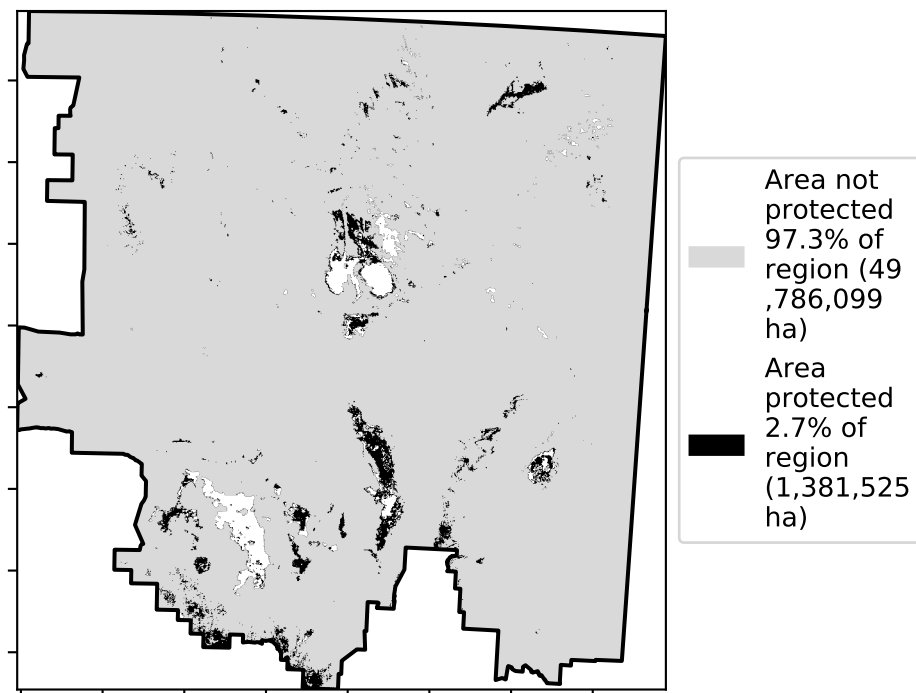 Area not
protected
97.3% of
region (49
,786,099
ha)
Area
protected
2.7% of
region
(1,381,525
ha)